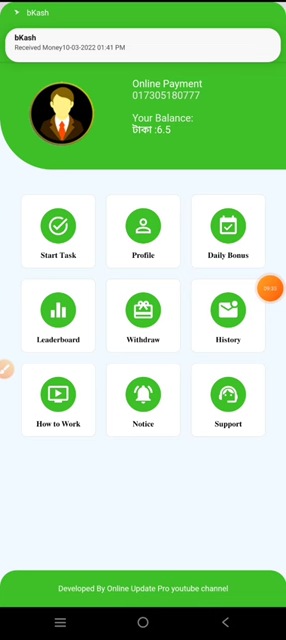 bKash
bKash
Received Money10-03-2022 01:41 PM
Online Payment
017305180777
Your Balance:
টাকা :6.5
Start Task
Profile
Daily Bonus
Leaderboard
Withdraw
History
How to Work
Notice
Support
Developed By Online Update Pro youtube channel